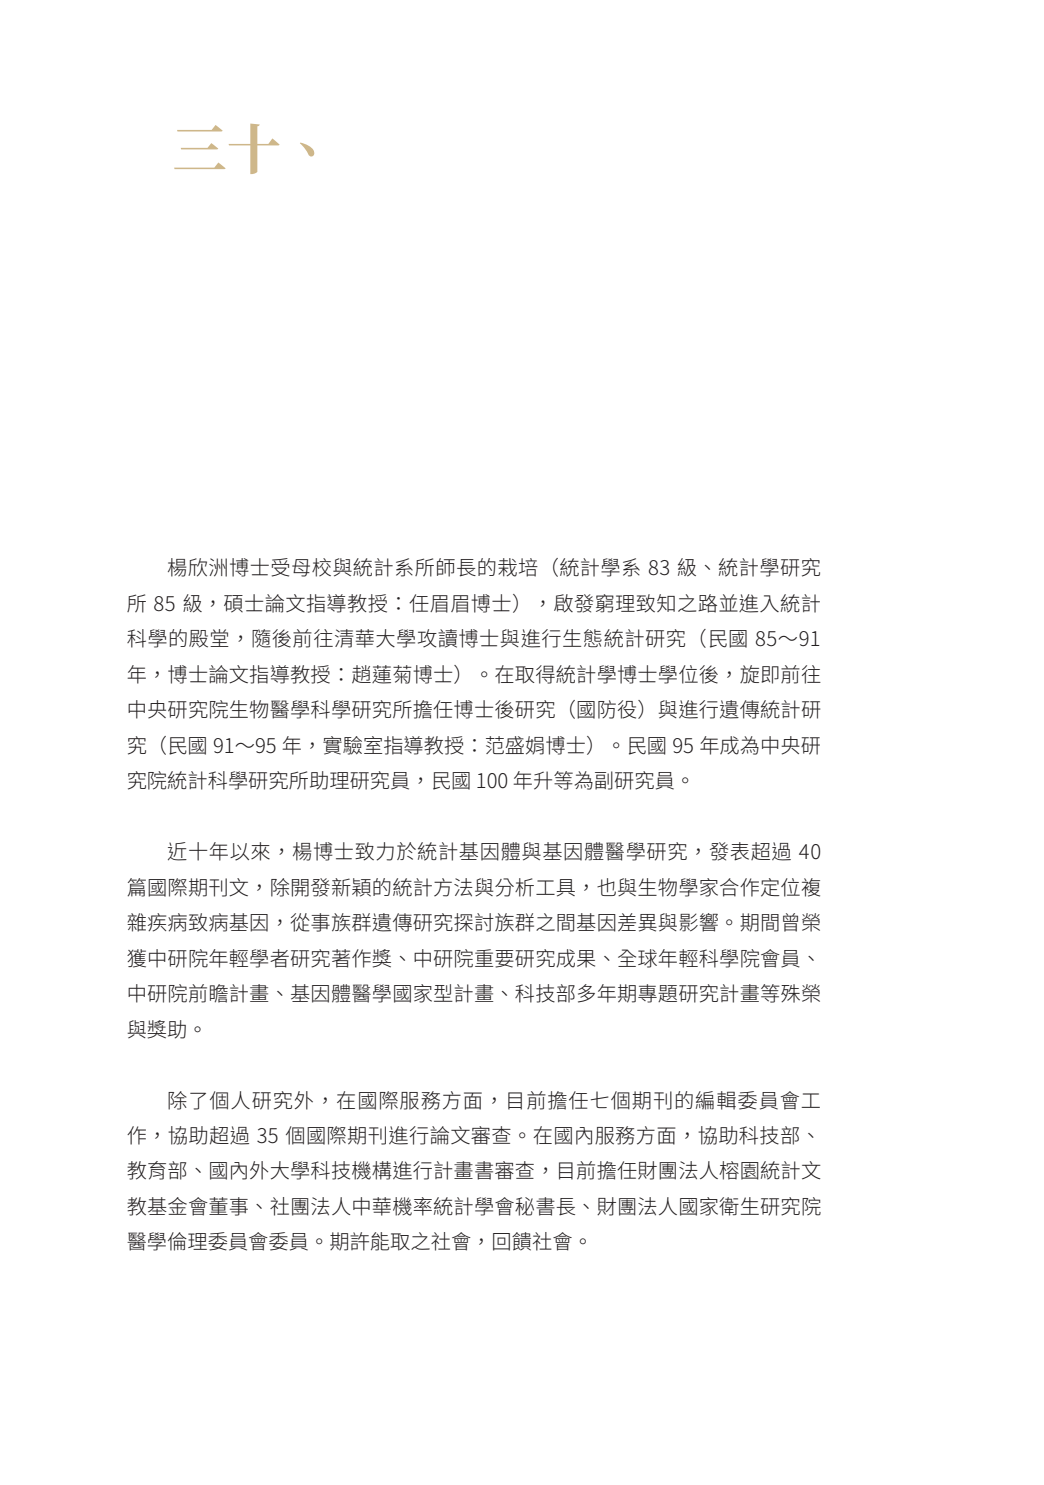 三十、
楊欣洲博士受母校與統計系所師長的栽培（統計學系 83 級、統計學研究
所 85 級，碩士論文指導教授：任眉眉博士），啟發窮理致知之路並進入統計
科學的殿堂，隨後前往清華大學攻讀博士與進行生態統計研究（民國 85～91
年，博士論文指導教授：趙蓮菊博士）。在取得統計學博士學位後，旋即前往
中央研究院生物醫學科學研究所擔任博士後研究（國防役）與進行遺傳統計研
究（民國 91～95 年，實驗室指導教授：范盛娟博士）。民國 95 年成為中央研
究院統計科學研究所助理研究員，民國 100 年升等為副研究員。
近十年以來，楊博士致力於統計基因體與基因體醫學研究，發表超過 40
篇國際期刊文，除開發新穎的統計方法與分析工具，也與生物學家合作定位複
雜疾病致病基因，從事族群遺傳研究探討族群之間基因差異與影響。期間曾榮
獲中研院年輕學者研究著作獎、中研院重要研究成果、全球年輕科學院會員、
中研院前瞻計畫、基因體醫學國家型計畫、科技部多年期專題研究計畫等殊榮
與獎助。
除了個人研究外，在國際服務方面，目前擔任七個期刊的編輯委員會工
作，協助超過 35 個國際期刊進行論文審查。在國內服務方面，協助科技部、
教育部、國內外大學科技機構進行計畫書審查，目前擔任財團法人榕園統計文
教基金會董事、社團法人中華機率統計學會秘書長、財團法人國家衛生研究院
醫學倫理委員會委員。期許能取之社會，回饋社會。